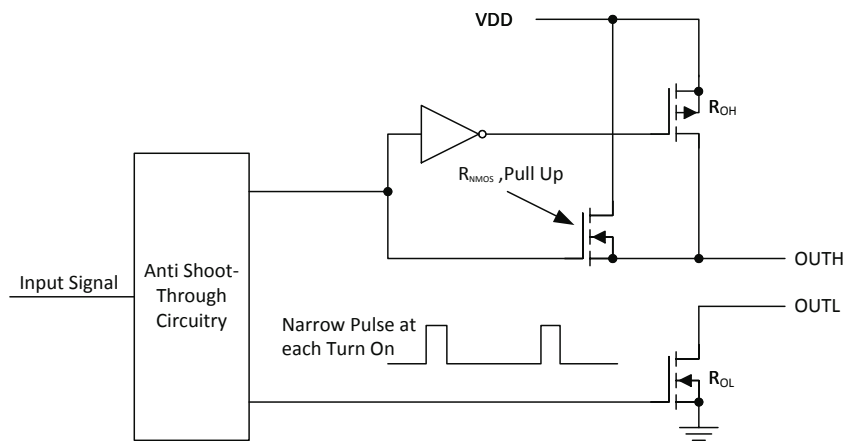 VDD
R_OH
R_NMOS ,Pull Up
Input Signal
Anti Shoot-
Through
Circuitry
OUTH
OUTL
Narrow Pulse at
each Turn On
R_OL